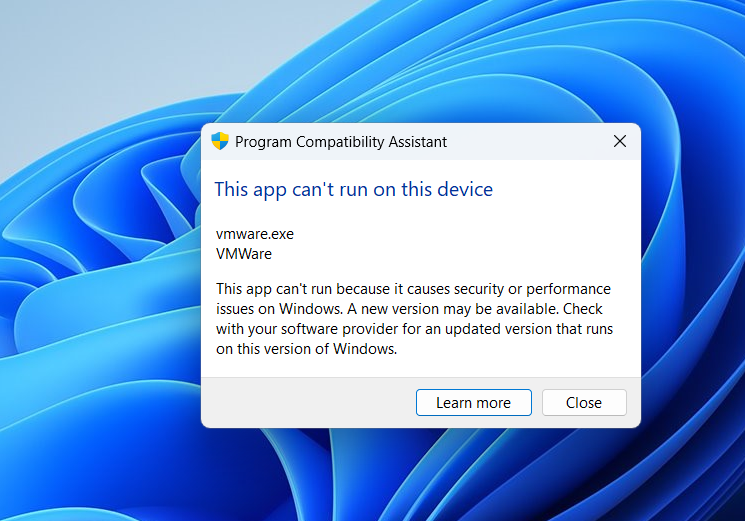 Program Compatibility Assistant
This app can't run on this device
vmware.exe
VMWare
This app can't run because it causes security or performance
issues on Windows. A new version may be available. Check
with your software provider for an updated version that runs
on this version of Windows.
Learn more
Close